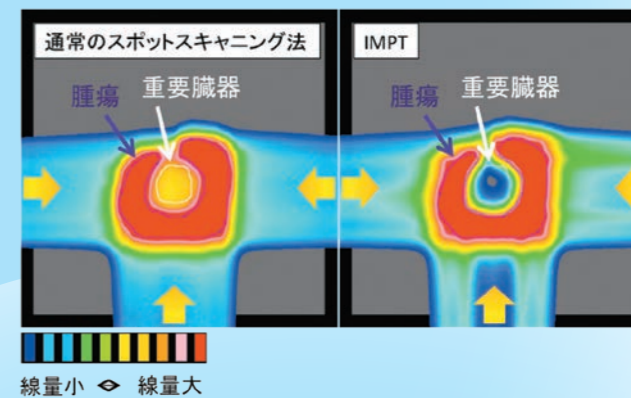 通常のスポットスキャニング法
IMPT
腫瘍
重要臓器
腫瘍
重要臓器
線量小 ⇔ 線量大